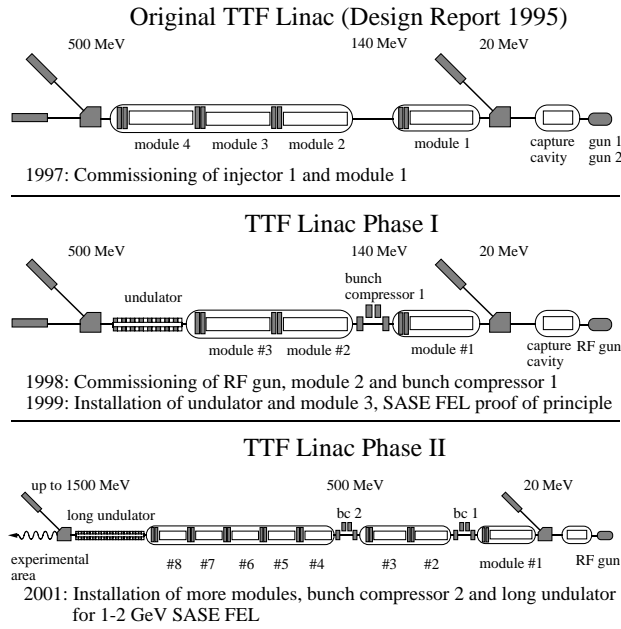 Original TTF Linac (Design Report 1995)
500 MeV
140 MeV
20 MeV
module 4
module 3
module 2
module 1
capture
cavity
gun 1
gun 2
1997: Commissioning of injector 1 and module 1
TTF Linac Phase I
500 MeV
140 MeV
20 MeV
undulator
bunch
compressor 1
module #3
module #2
module #1
capture
cavity
RF gun
1998: Commissioning of RF gun, module 2 and bunch compressor 1
1999: Installation of undulator and module 3, SASE FEL proof of principle
TTF Linac Phase II
up to 1500 MeV
500 MeV
20 MeV
long undulator
bc 2
bc 1
experimental
area
#8
#7
#6
#5
#4
#3
#2
module #1
RF gun
2001: Installation of more modules, bunch compressor 2 and long undulator
for 1-2 GeV SASE FEL